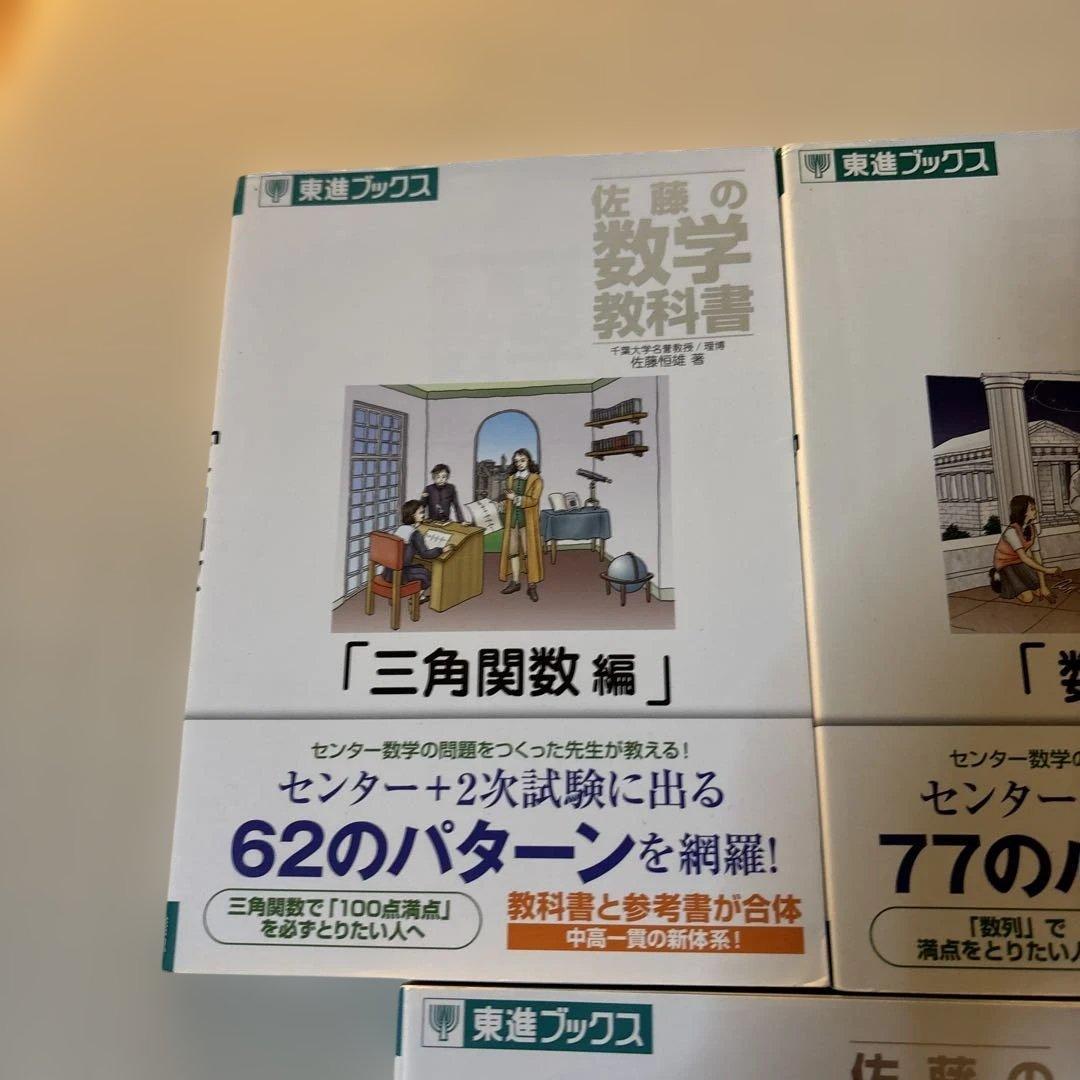 東進ブックス
佐藤の
数学
教科書
千葉大学名誉教授/理博
佐藤恒雄 著
「三角関数 編」
センター数学の問題をつくった先生が教える!
センター+2次試験に出る
62のパターンを網羅!
三角関数で「100点満点」
を必ずとりたい人へ
教科書と参考書が合体
中高一貫の新体系!
東進ブックス
「数
センター数学の
センター
77のパ
「数列」で
満点をとりたい人
東進ブックス
佐藤の